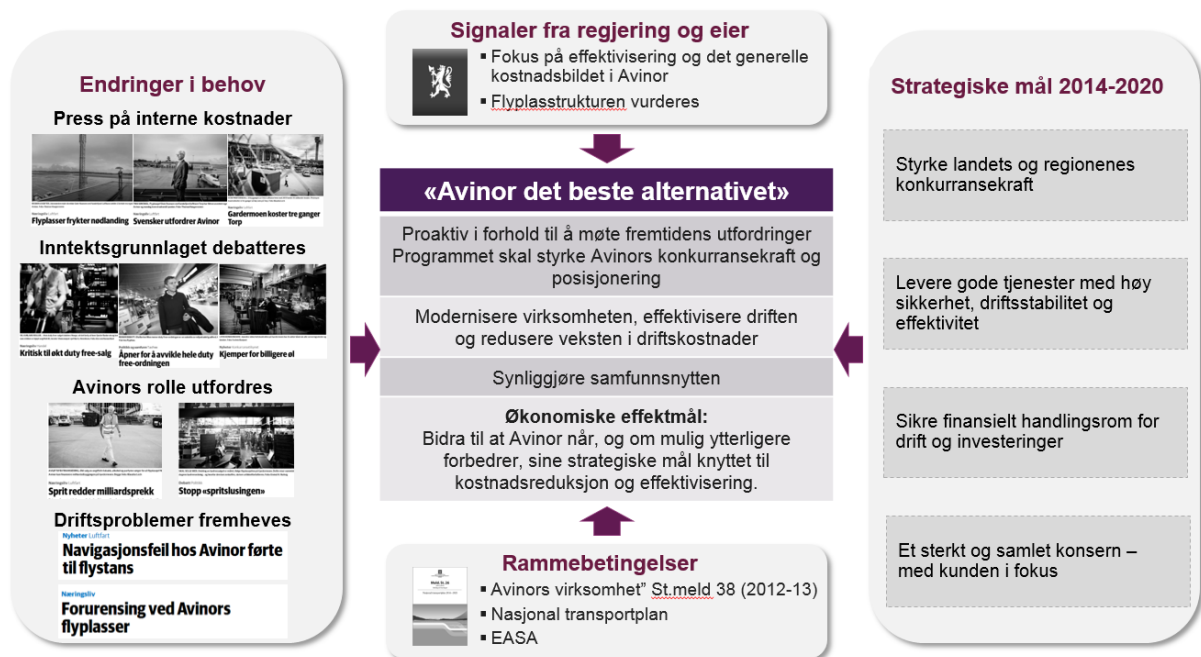 Signaler fra regjering og eier
▪ Fokus på effektivisering og det generelle
kostnadsbildet i Avinor
▪ Flyplasstrukturen vurderes
Endringer i behov
Press på interne kostnader
Næringsliv Luftfart
Flyplasser frykter nødlanding
Næringsliv Luftfart
Svensker utfordrer Avinor
Næringsliv Luftfart
Gardermoen koster tre ganger
Torp
Inntektsgrunnlaget debatteres
Kritisk til økt duty free-salg
Åpner for å avvikle hele duty
free-ordningen
Kjemper for billigere øl
Avinors rolle utfordres
Næringsliv Luftfart
Sprit redder milliardsprekk
Stopp «spritslusingen»
Driftsproblemer fremheves
Nyheter Luftfart
Navigasjonsfeil hos Avinor førte
til flystans
Næringsliv
Forurensing ved Avinors
flyplasser
«Avinor det beste alternativet»
Proaktiv i forhold til å møte fremtidens utfordringer
Programmet skal styrke Avinors konkurransekraft og
posisjonering
Modernisere virksomheten, effektivisere driften
og redusere veksten i driftskostnader
Synliggjøre samfunnsnytten
Økonomiske effektmål:
Bidra til at Avinor når, og om mulig ytterligere
forbedrer, sine strategiske mål knyttet til
kostnadsreduksjon og effektivisering.
Rammebetingelser
▪ Avinors virksomhet” St.meld 38 (2012-13)
▪ Nasjonal transportplan
▪ EASA
Strategiske mål 2014-2020
Styrke landets og regionenes
konkurransekraft
Levere gode tjenester med høy
sikkerhet, driftsstabilitet og
effektivitet
Sikre finansielt handlingsrom for
drift og investeringer
Et sterkt og samlet konsern –
med kunden i fokus